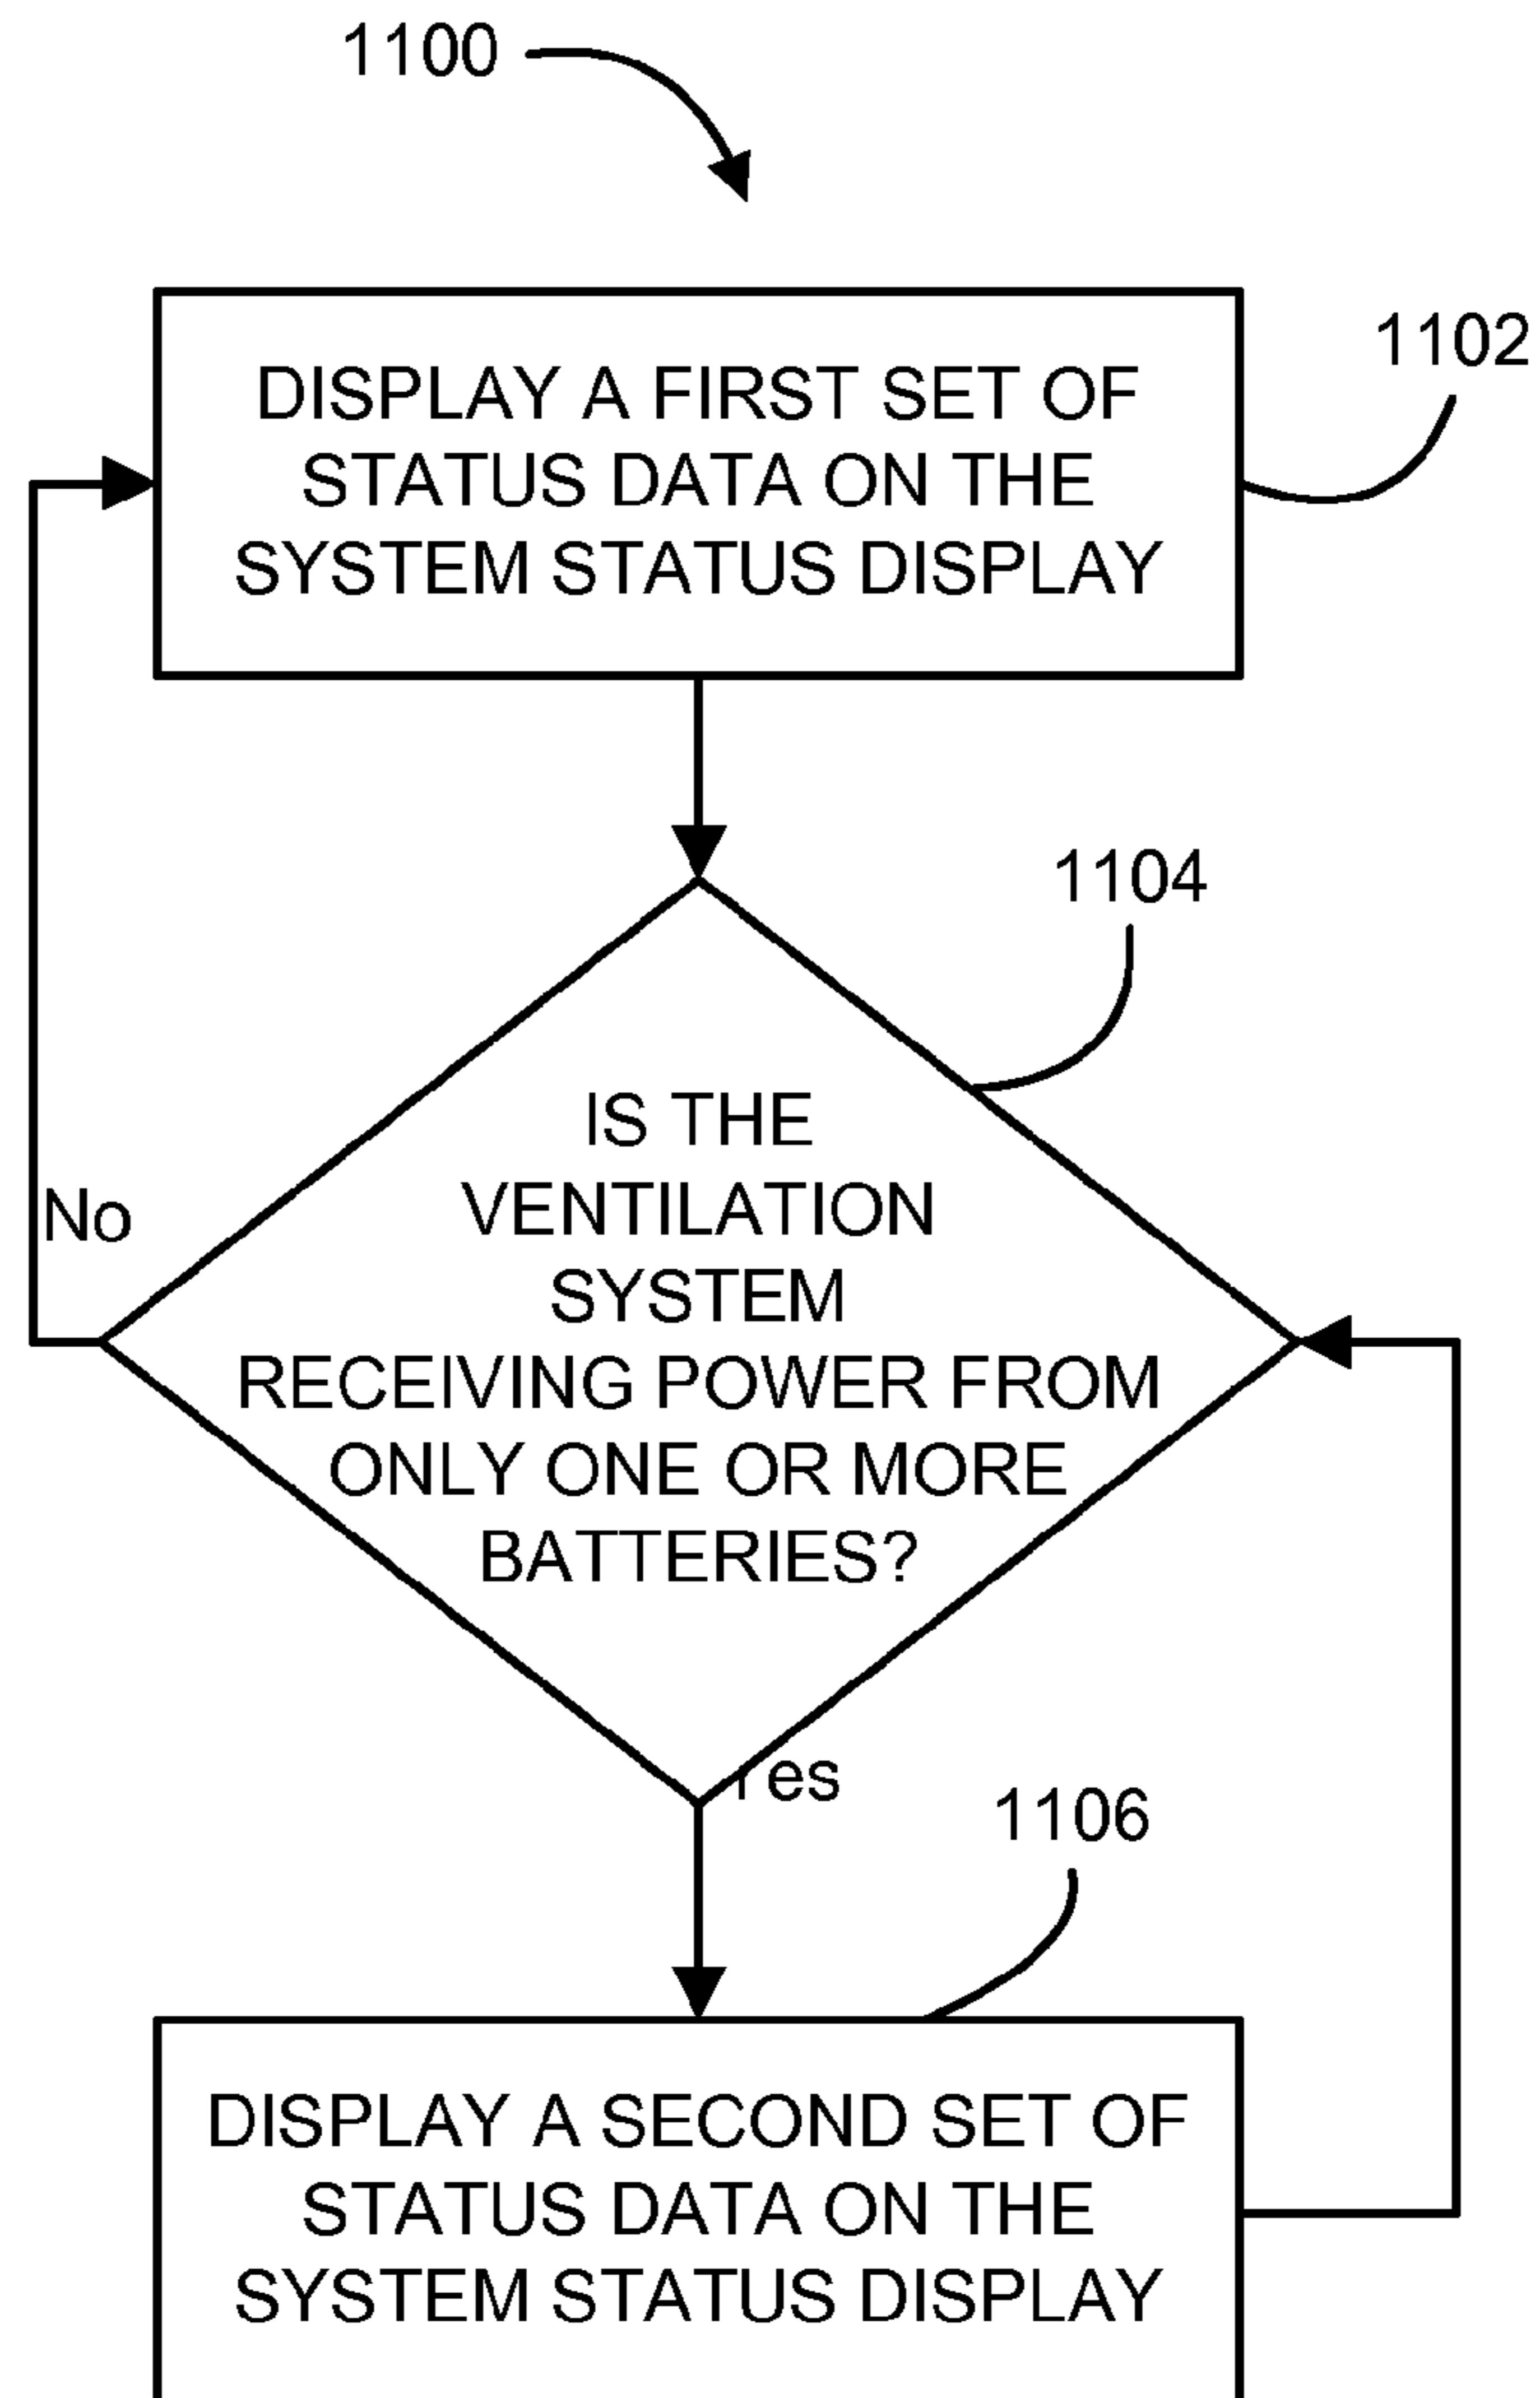 1100
1102
DISPLAY A FIRST SET OF
STATUS DATA ON THE
SYSTEM STATUS DISPLAY
1104
IS THE
VENTILATION
SYSTEM
RECEIVING POWER FROM
ONLY ONE OR MORE
BATTERIES?
No
Yes
1106
DISPLAY A SECOND SET OF
STATUS DATA ON THE
SYSTEM STATUS DISPLAY